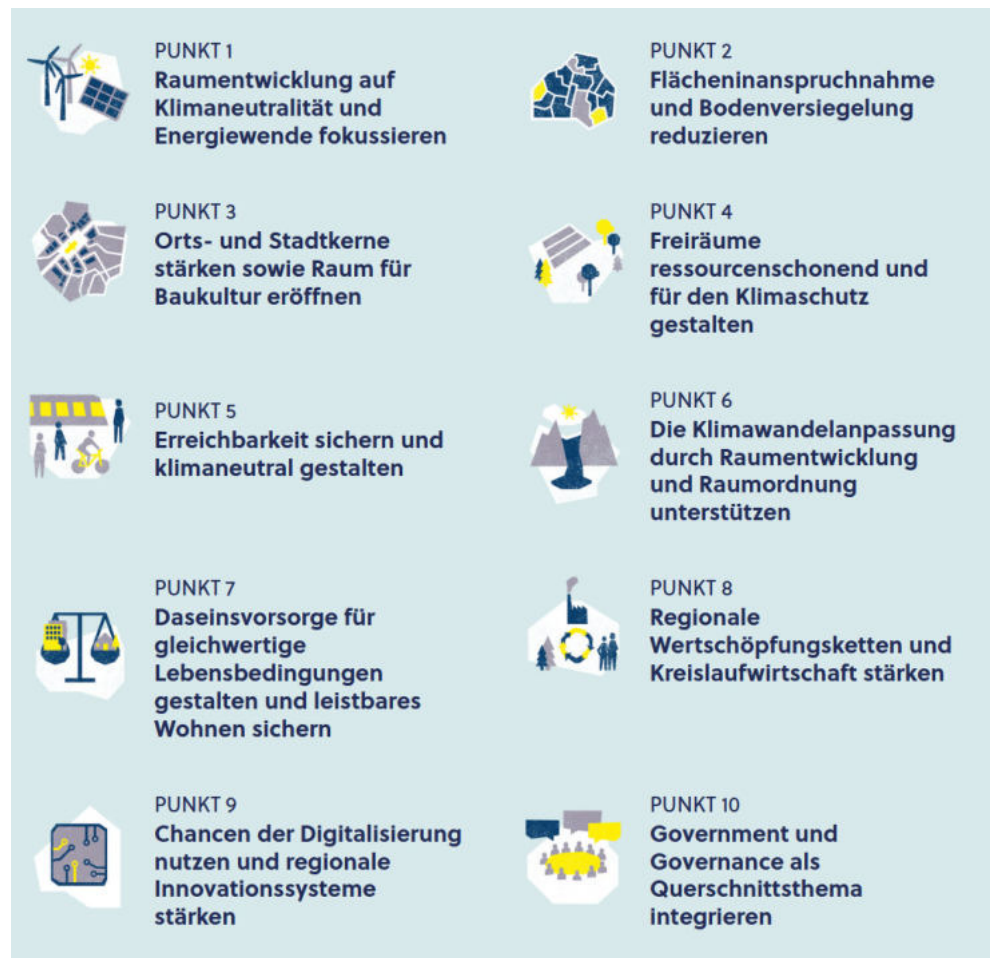 PUNKT 1
Raumentwicklung auf
Klimaneutralität und
Energiewende fokussieren
PUNKT 2
Flächeninanspruchnahme
und Bodenversiegelung
reduzieren
PUNKT 3
Orts- und Stadtkerne
stärken sowie Raum für
Baukultur eröffnen
PUNKT 4
Freiräume
ressourcenschonend und
für den Klimaschutz
gestalten
PUNKT 5
Erreichbarkeit sichern und
klimaneutral gestalten
PUNKT 6
Die Klimawandelanpassung
durch Raumentwicklung
und Raumordnung
unterstützen
PUNKT 7
Daseinsvorsorge für
gleichwertige
Lebensbedingungen
gestalten und leistbares
Wohnen sichern
PUNKT 8
Regionale
Wertschöpfungsketten und
Kreislaufwirtschaft stärken
PUNKT 9
Chancen der Digitalisierung
nutzen und regionale
Innovationssysteme
stärken
PUNKT 10
Government und
Governance als
Querschnittsthema
integrieren